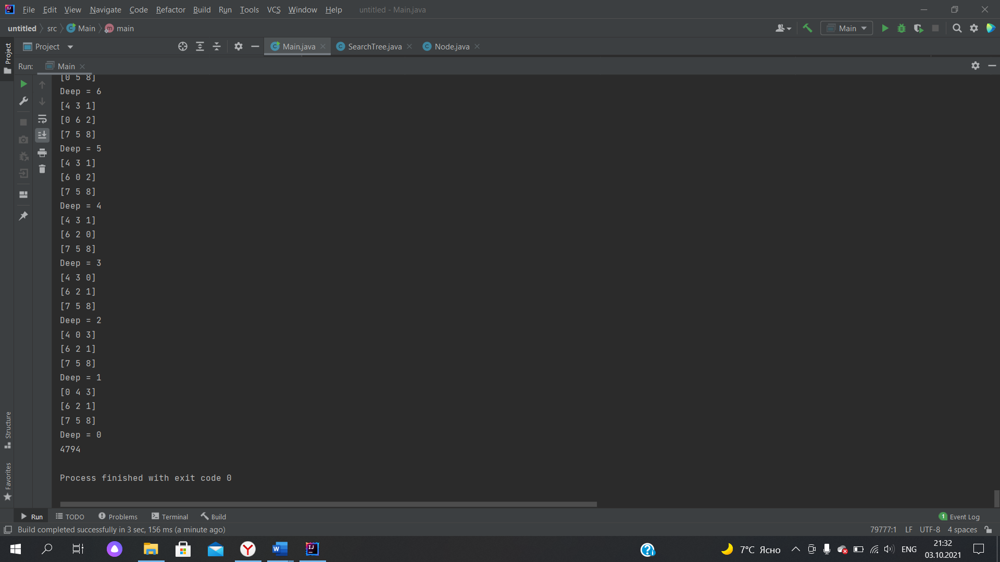 File Edit View Navigate Code Refactor Build Run Tools VCS Window Help untitled - Main.java
untitled src Main main Main
Project
Project Main.java SearchTree.java Node.java
Run: Main
[0 5 8]
Deep = 6
[4 3 1]
[0 6 2]
[7 5 8]
Deep = 5
[4 3 1]
[6 0 2]
[7 5 8]
Deep = 4
[4 3 1]
[6 2 0]
[7 5 8]
Deep = 3
[4 3 0]
[6 2 1]
[7 5 8]
Deep = 2
[4 0 3]
[6 2 1]
[7 5 8]
Deep = 1
[0 4 3]
[6 2 1]
[7 5 8]
Deep = 0
4794
Process finished with exit code 0
Structure
Favorites
Run TODO Problems Terminal Build 1 Event Log
Build completed successfully in 3 sec, 156 ms (a minute ago) 79777:1 LF UTF-8 4 spaces
7°C Ясно ENG 21:32
03.10.2021